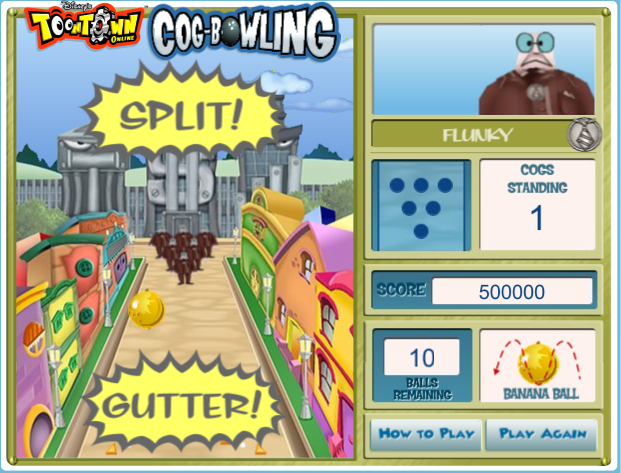 Disney's
TOONTOWN
ONLINE
COG-BOWLING
SPLIT!
GUTTER!
FLUNKY
COGS
STANDING
1
SCORE
500000
10
BALLS
REMAINING
BANANA BALL
HOW TO PLAY
PLAY AGAIN